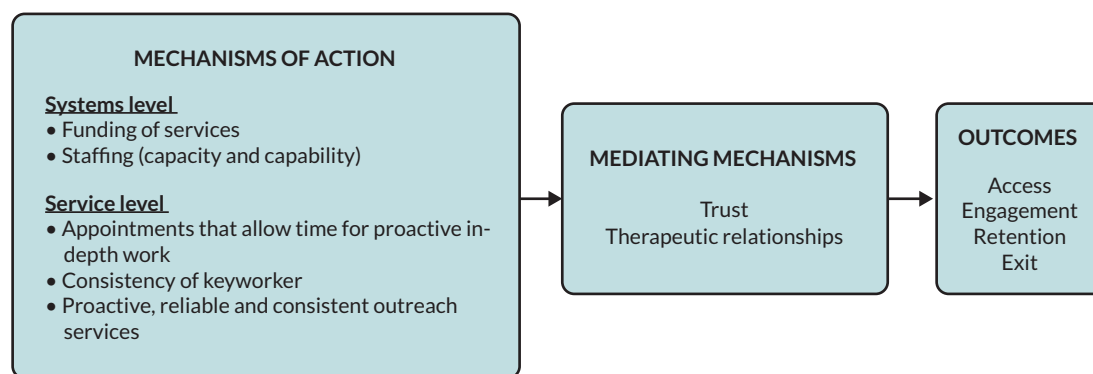 MECHANISMS OF ACTION
Systems level
• Funding of services
• Staffing (capacity and capability)
Service level
• Appointments that allow time for proactive in-
depth work
• Consistency of keyworker
• Proactive, reliable and consistent outreach
services
MEDIATING MECHANISMS
Trust
Therapeutic relationships
OUTCOMES
Access
Engagement
Retention
Exit